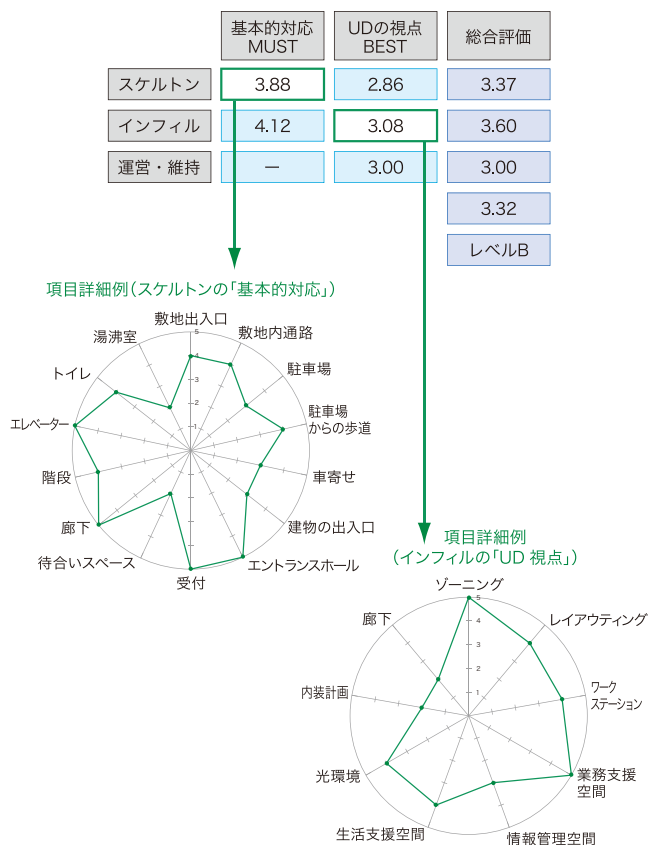 基本的対応
MUST
UDの視点
BEST
総合評価
スケルトン
3.88
2.86
3.37
インフィル
4.12
3.08
3.60
運営・維持
—
3.00
3.00
3.32
レベルB
項目詳細例(スケルトンの「基本的対応」)
敷地出入口
敷地内通路
駐車場
駐車場
からの歩道
車寄せ
建物の出入口
エントランスホール
受付
待合いスペース
廊下
階段
エレベーター
トイレ
湯沸室
5
4
3
2
1
項目詳細例
(インフィルの「UD 視点」)
ゾーニング
レイアウティング
ワーク
ステーション
業務支援
空間
情報管理空間
生活支援空間
光環境
内装計画
廊下
5
4
3
2
1